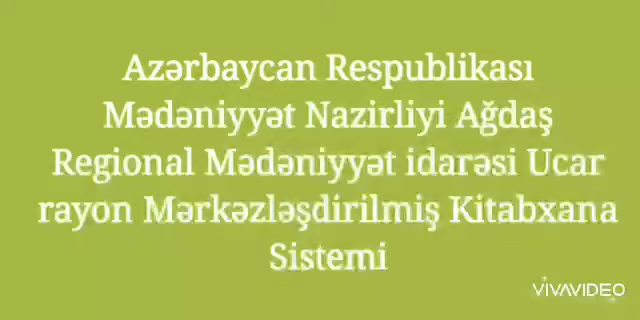 Azərbaycan Respublikası
Mədəniyyət Nazirliyi Ağdaş
Regional Mədəniyyət idarəsi Ucar
rayon Mərkəzləşdirilmiş Kitabxana
Sistemi
VIVAVIDEO